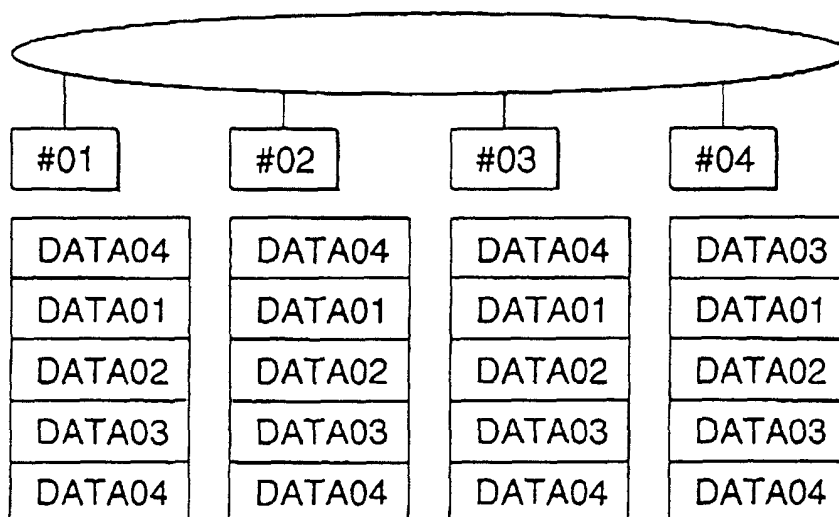 #01 #02 #03 #04
DATA04 DATA04 DATA04 DATA03
DATA01 DATA01 DATA01 DATA01
DATA02 DATA02 DATA02 DATA02
DATA03 DATA03 DATA03 DATA03
DATA04 DATA04 DATA04 DATA04